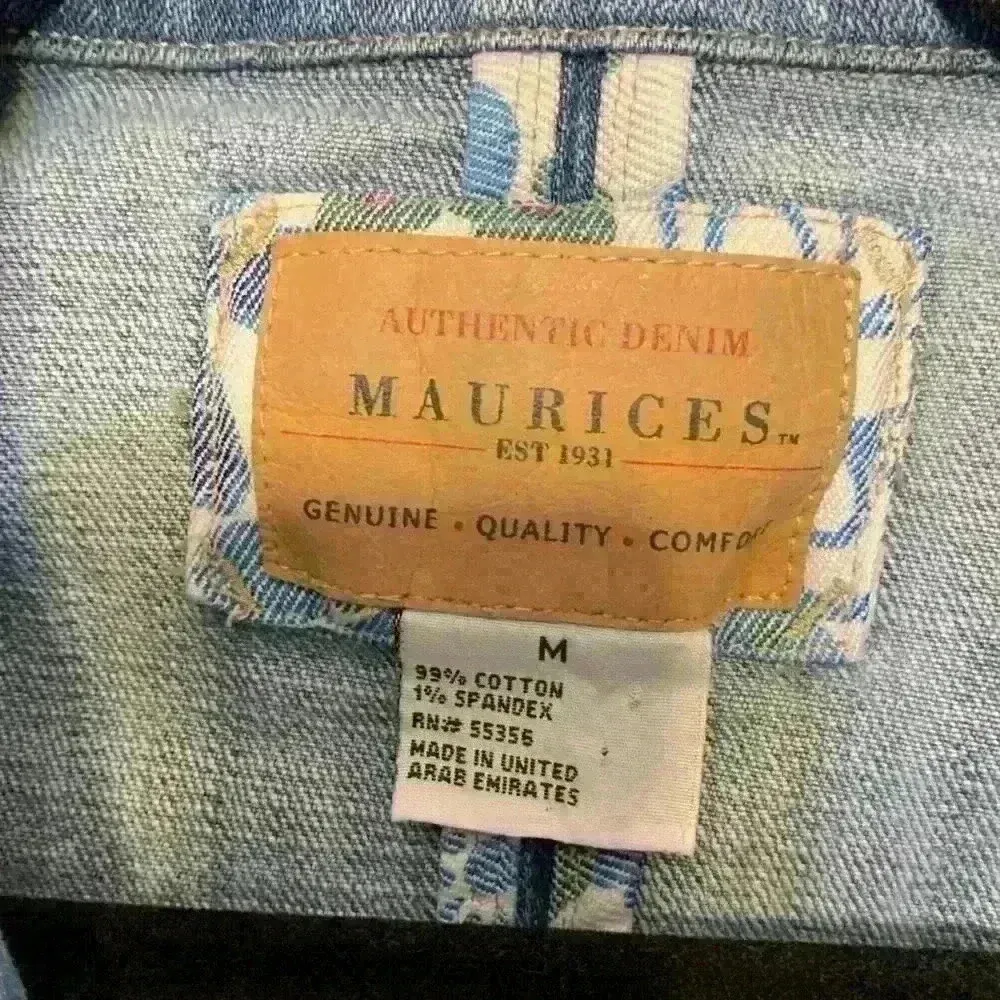 AUTHENTIC DENIM
MAURICES™
EST 1931
GENUINE • QUALITY •
M
99% COTTON
1% SPANDEX
RN# 55356
MADE IN UNITED
ARAB EMIRATES